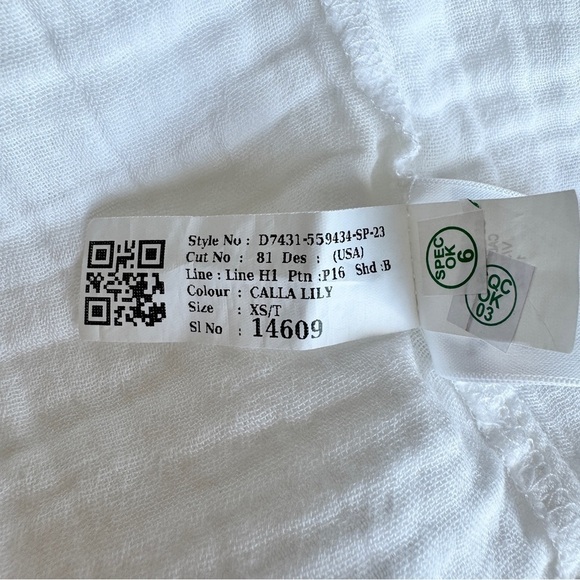 Style No : D7431-559434-SP-23
Cut No : 81 Des : (USA)
Line : Line H1 Ptn :P16 Shd :B
Colour : CALLA LILY
Size : XS/T
Sl No : 14609
SPEC
OK
6
QC
OK
03